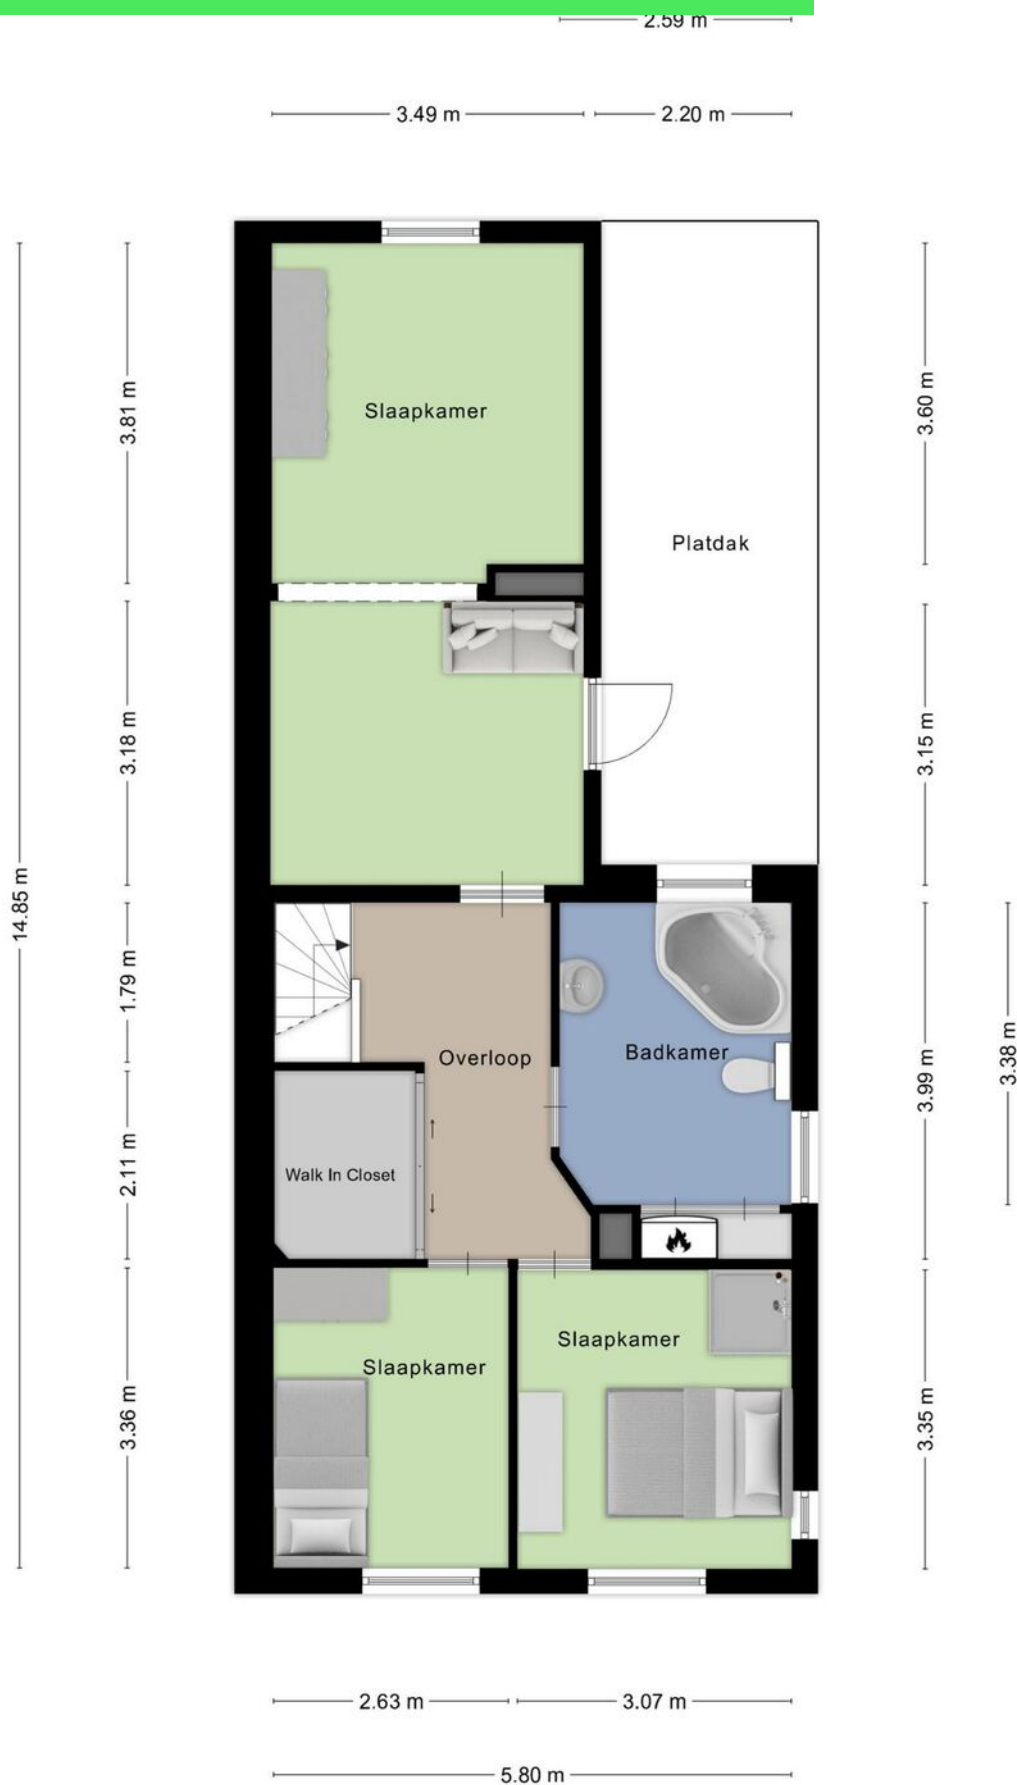 2.59 m
3.49 m
2.20 m
3.81 m
3.60 m
Slaapkamer
Platdak
3.18 m
3.15 m
14.85 m
1.79 m
Overloop
Badkamer
3.99 m
3.38 m
2.11 m
Walk In Closet
Slaapkamer
Slaapkamer
3.36 m
3.35 m
2.63 m
3.07 m
5.80 m